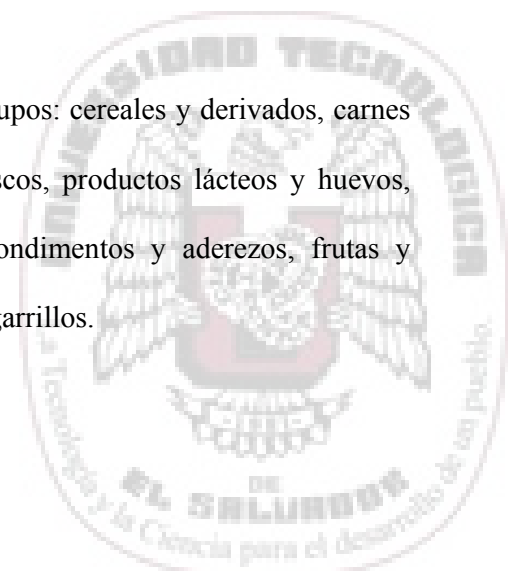 upos: cereales y derivados, carnes
scos, productos lácteos y huevos,
ondimentos y aderezos, frutas y
garrillos.
UNIVERSIDAD TECNOLOGICA
DE
EL SALVADOR
la Tecnología y la Ciencia para el desarrollo de un pueblo.